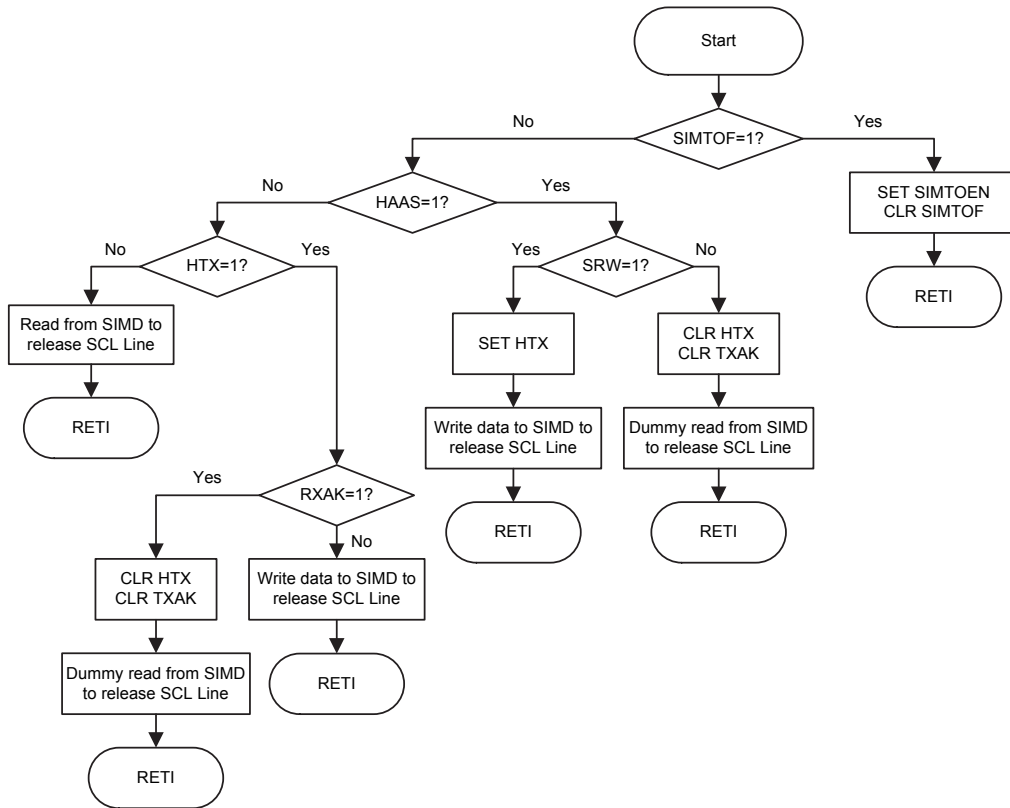 Start
SIMTOF=1?
No
Yes
HAAS=1?
SET SIMTOEN
CLR SIMTOF
No
Yes
HTX=1?
SRW=1?
No
Yes
Yes
No
RETI
Read from SIMD to
release SCL Line
SET HTX
CLR HTX
CLR TXAK
RETI
Write data to SIMD to
release SCL Line
Dummy read from SIMD
to release SCL Line
Yes
RXAK=1?
RETI
RETI
No
CLR HTX
CLR TXAK
Write data to SIMD to
release SCL Line
Dummy read from SIMD
to release SCL Line
RETI
RETI